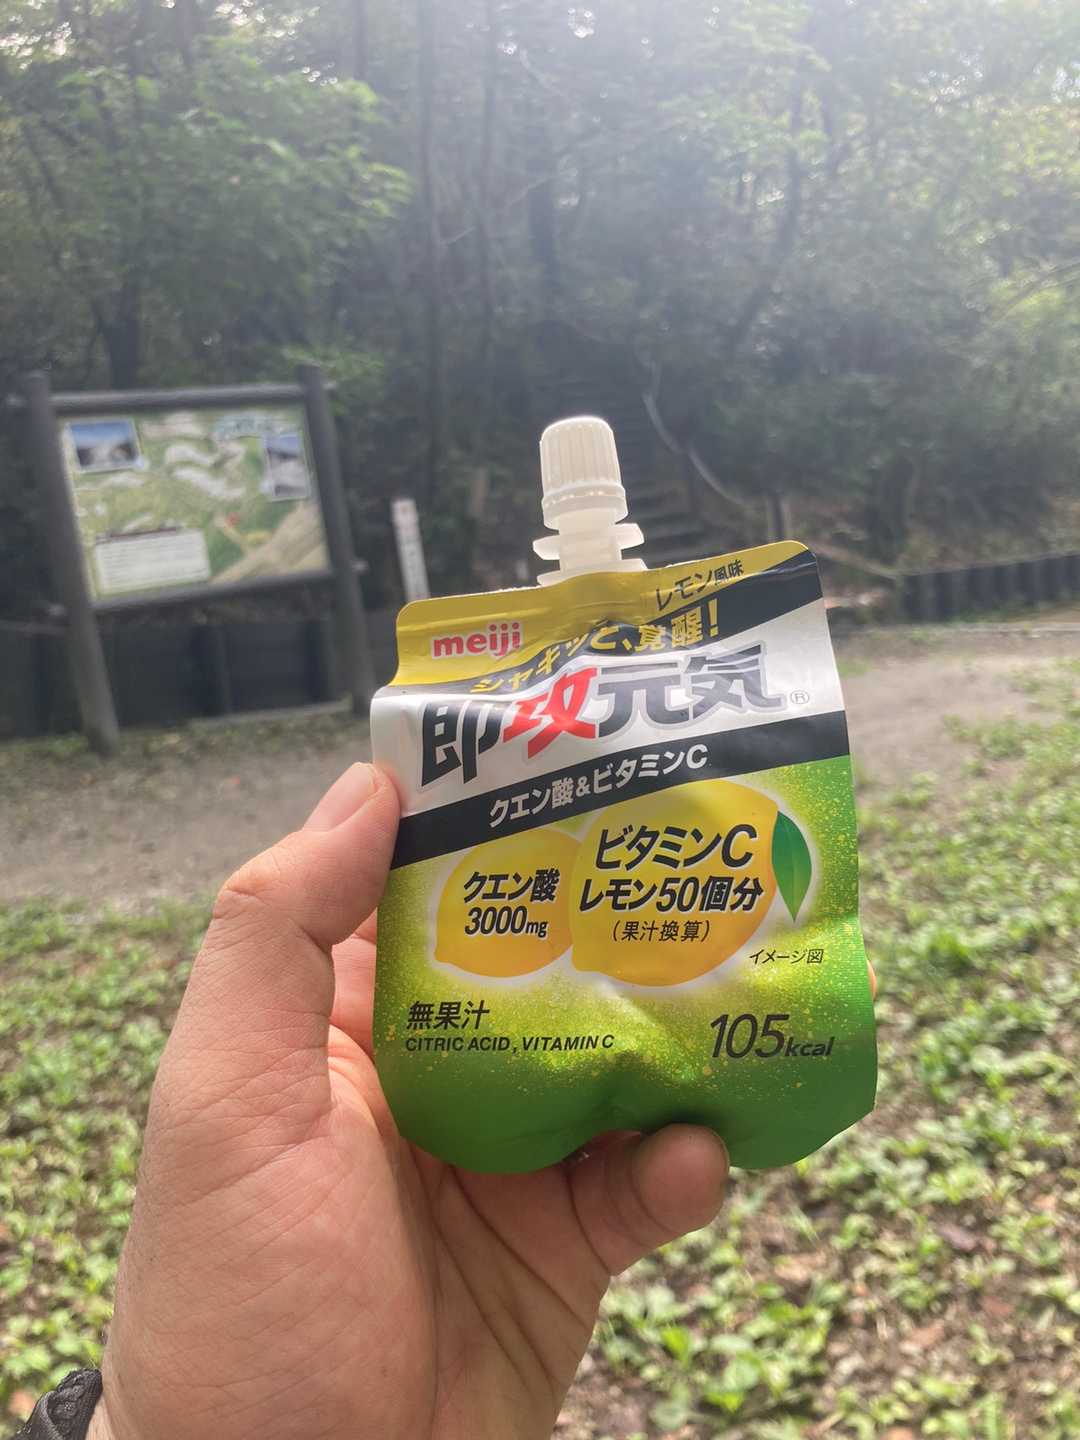 レモン風味
meiji
シャキッと、覚醒!
即攻元気®
クエン酸&ビタミンC
クエン酸
3000mg
ビタミンC
レモン50個分
(果汁換算)
イメージ図
無果汁
CITRIC ACID, VITAMIN C
105kcal